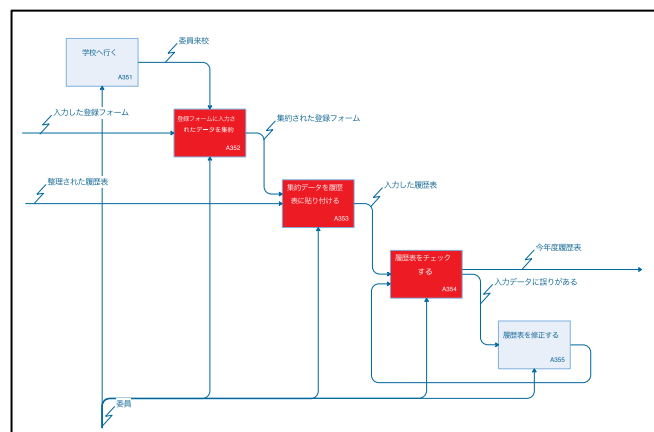 学校へ行く
A351
委員来校
入力した登録フォーム
登録フォームに入力さ
れたデータを集約
A352
集約された登録フォーム
整理された履歴表
集約データを履歴
表に貼り付ける
A353
入力した履歴表
履歴表をチェック
する
A354
今年度履歴表
入力データに誤りがある
履歴表を修正する
A355
委員